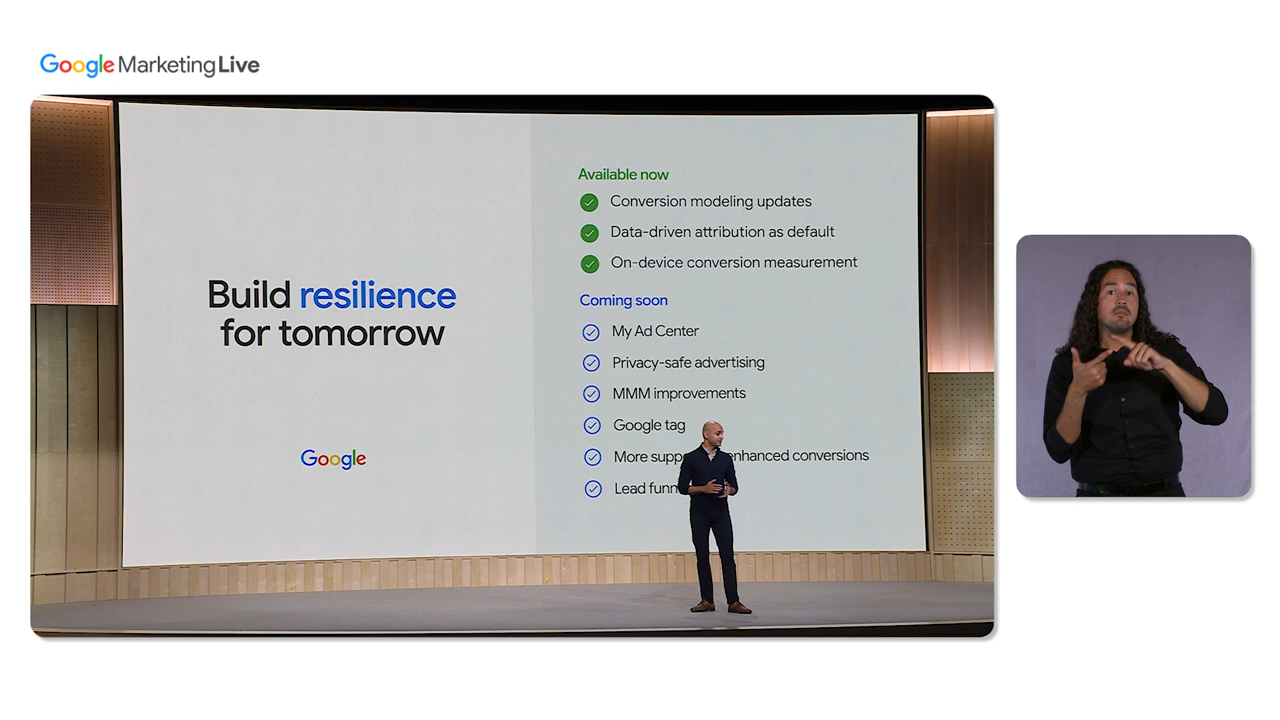 Google Marketing Live
Build resilience
for tomorrow
Google
Available now
Conversion modeling updates
Data-driven attribution as default
On-device conversion measurement
Coming soon
My Ad Center
Privacy-safe advertising
MMM improvements
Google tag
More enhanced conversions
Lead